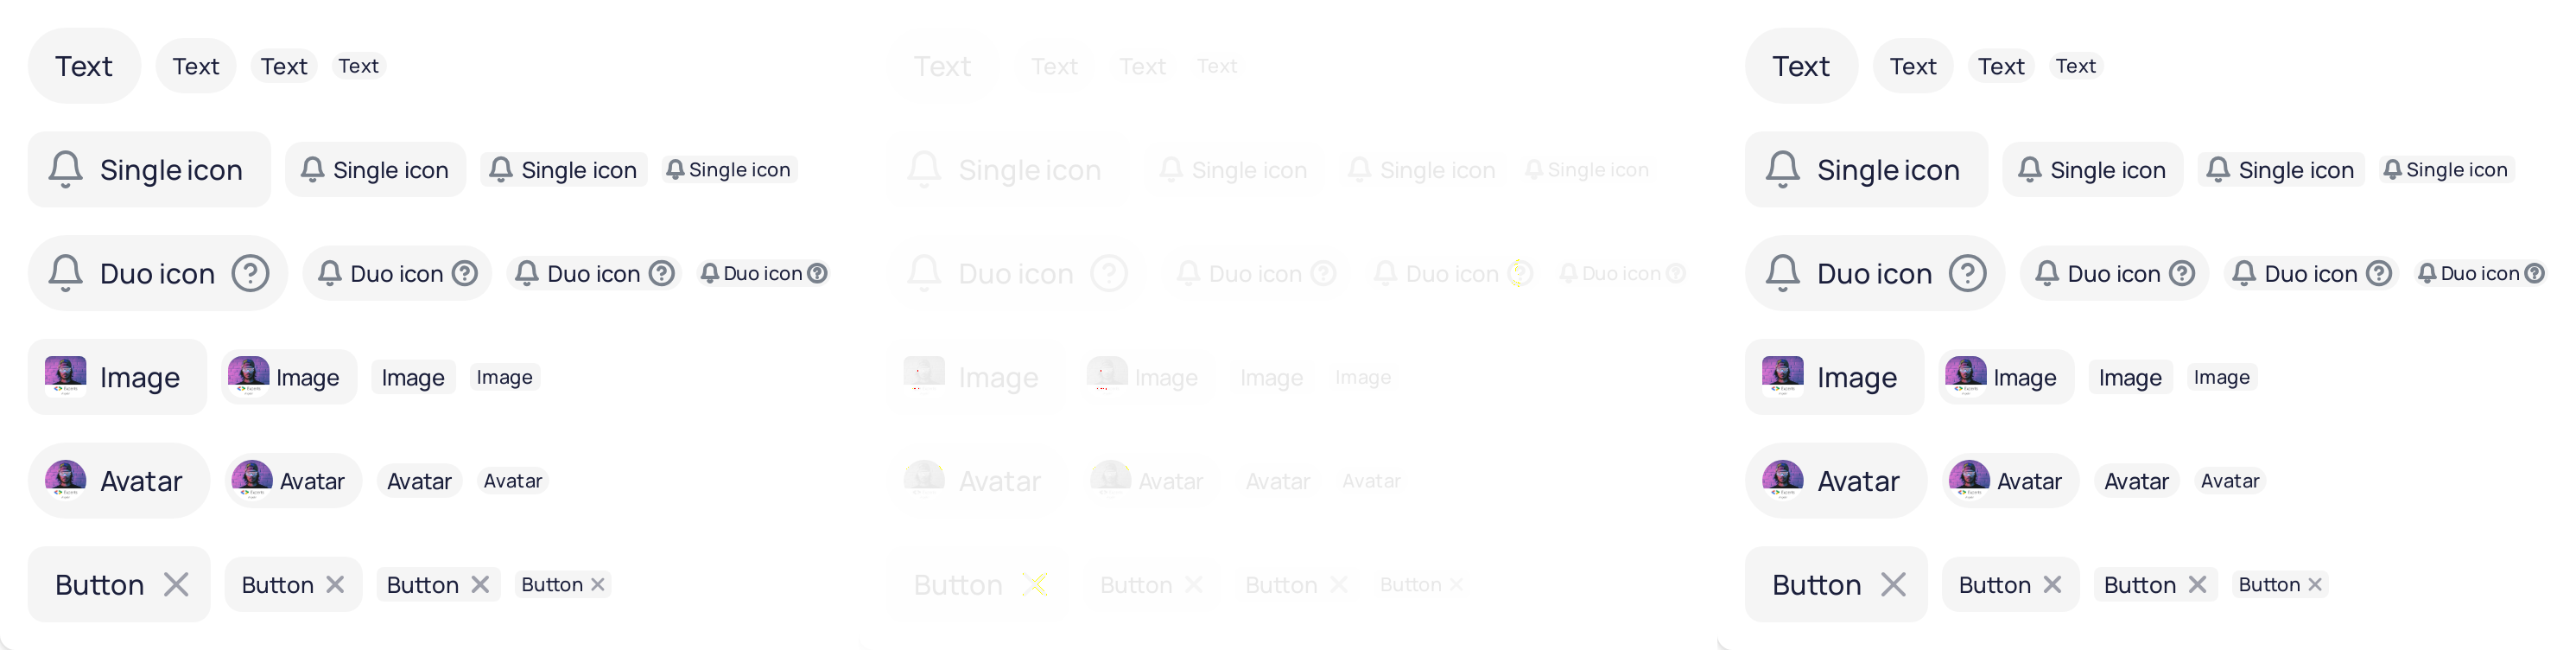 Text Text Text Text Text Text Text Text Text Text Text Text
Single icon Single icon Single icon Single icon Single icon Single icon Single icon Single icon Single icon Single icon Single icon Single icon
Duo icon Duo icon Duo icon Duo icon Duo icon Duo icon Duo icon Duo icon Duo icon Duo icon Duo icon Duo icon
Image Image Image Image Image Image Image Image Image Image Image Image
Avatar Avatar Avatar Avatar Avatar Avatar Avatar Avatar Avatar Avatar Avatar Avatar
Button Button Button Button Button Button Button Button Button Button Button Button